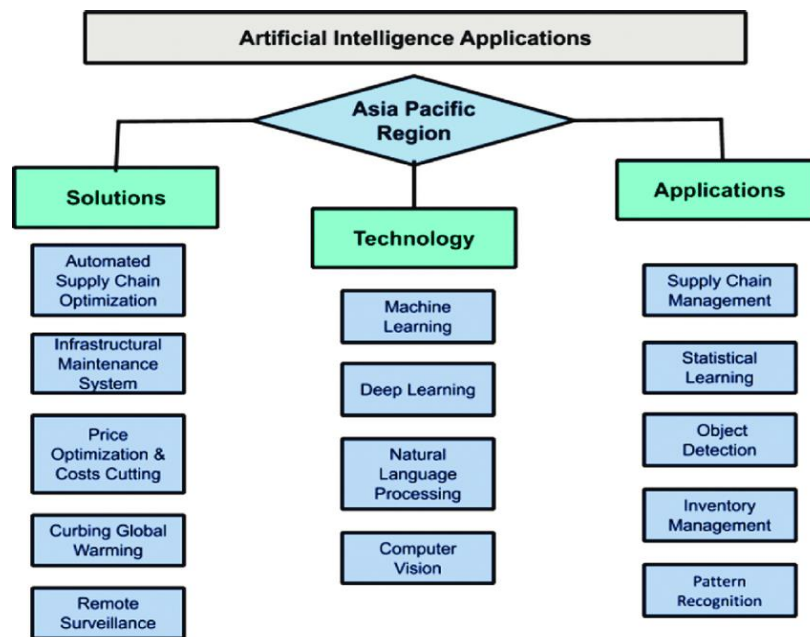 Artificial Intelligence Applications
Asia Pacific
Region
Solutions
Automated
Supply Chain
Optimization
Infrastructural
Maintenance
System
Price
Optimization &
Costs Cutting
Curbing Global
Warming
Remote
Surveillance
Technology
Machine
Learning
Deep Learning
Natural
Language
Processing
Computer
Vision
Applications
Supply Chain
Management
Statistical
Learning
Object
Detection
Inventory
Management
Pattern
Recognition